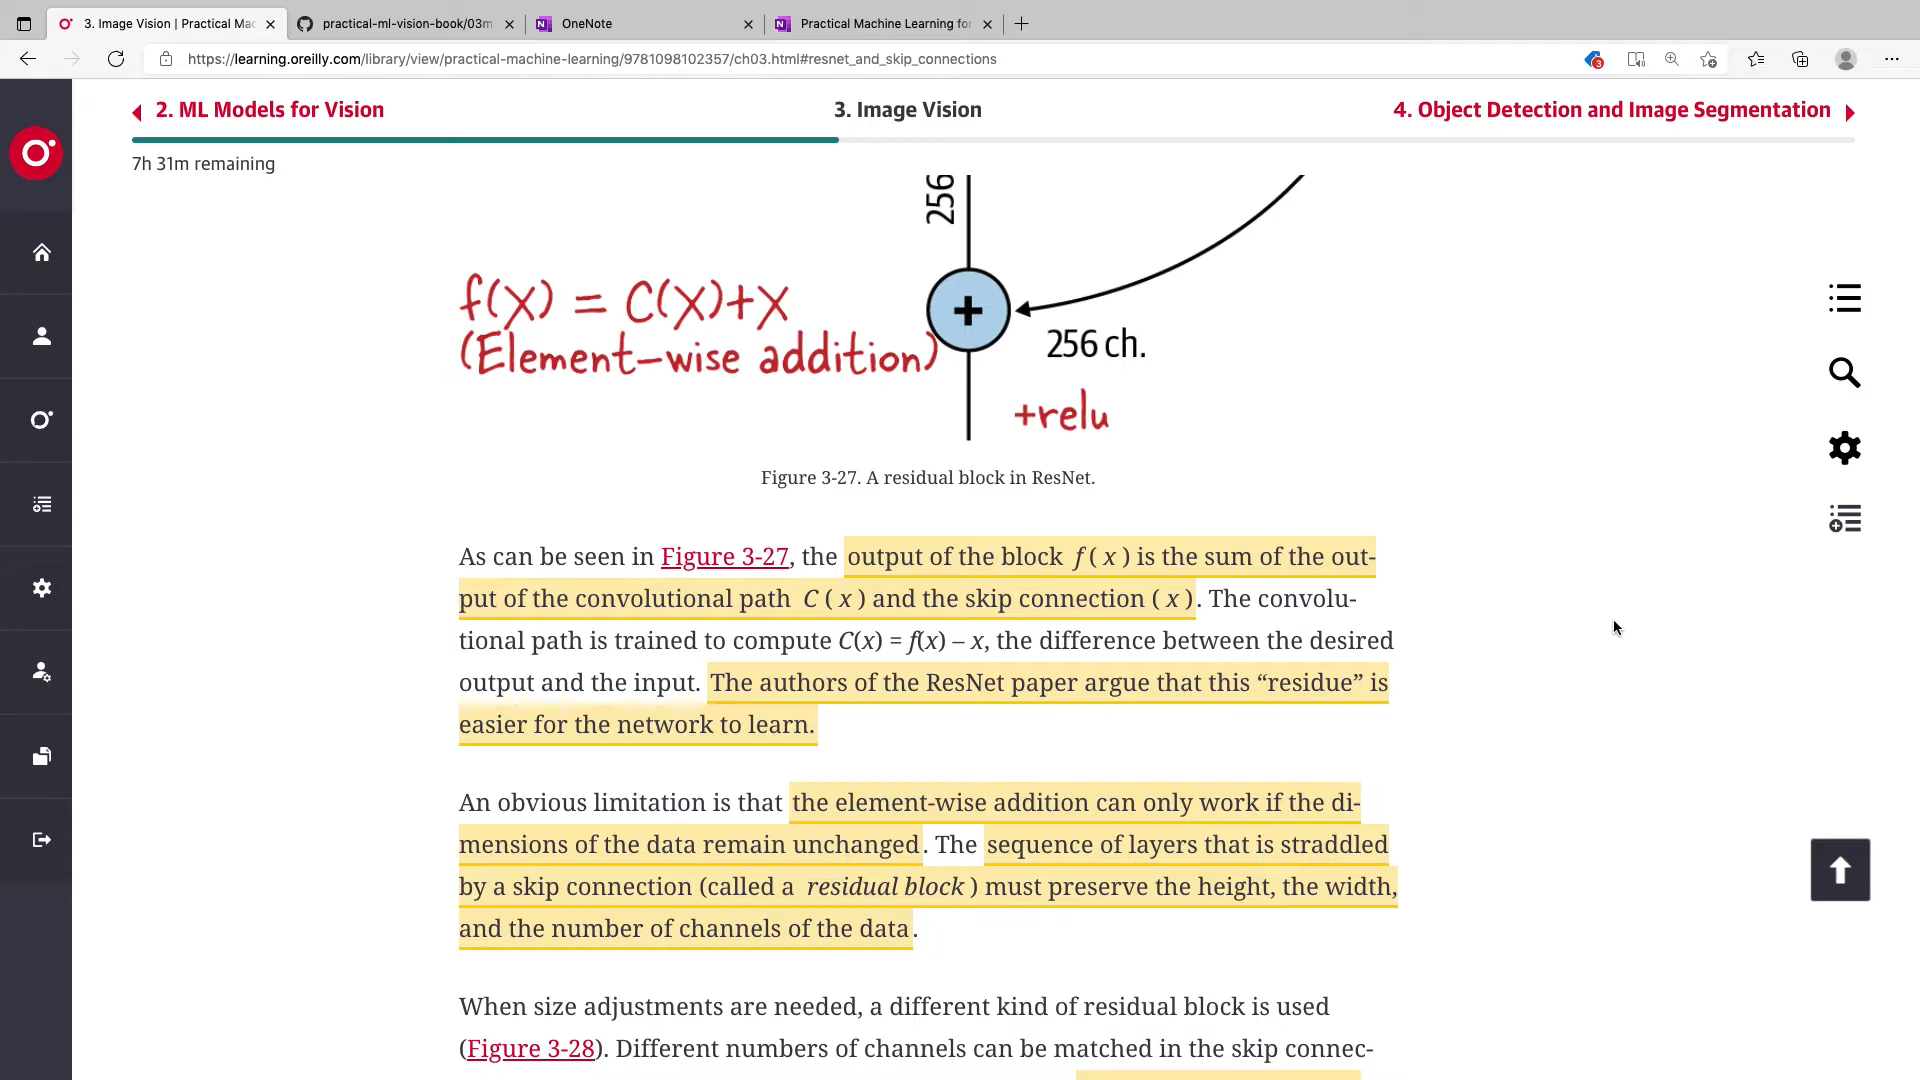 3. Image Vision | Practical Mac
practical-ml-vision-book/03m
OneNote
Practical Machine Learning for
https://learning.oreilly.com/library/view/practical-machine-learning/9781098102357/ch03.html#resnet_and_skip_connections
3
2. ML Models for Vision
3. Image Vision
4. Object Detection and Image Segmentation
7h 31m remaining
256
f(X) = C(X)+X
(Element-wise addition)
+
256 ch.
+relu
Figure 3-27. A residual block in ResNet.
As can be seen in Figure 3-27, the output of the block f ( x ) is the sum of the out-
put of the convolutional path C ( x ) and the skip connection ( x ). The convolu-
tional path is trained to compute C(x) = f(x) – x, the difference between the desired
output and the input. The authors of the ResNet paper argue that this “residue” is
easier for the network to learn.
An obvious limitation is that the element-wise addition can only work if the di-
mensions of the data remain unchanged. The sequence of layers that is straddled
by a skip connection (called a residual block ) must preserve the height, the width,
and the number of channels of the data.
When size adjustments are needed, a different kind of residual block is used
(Figure 3-28). Different numbers of channels can be matched in the skip connec-